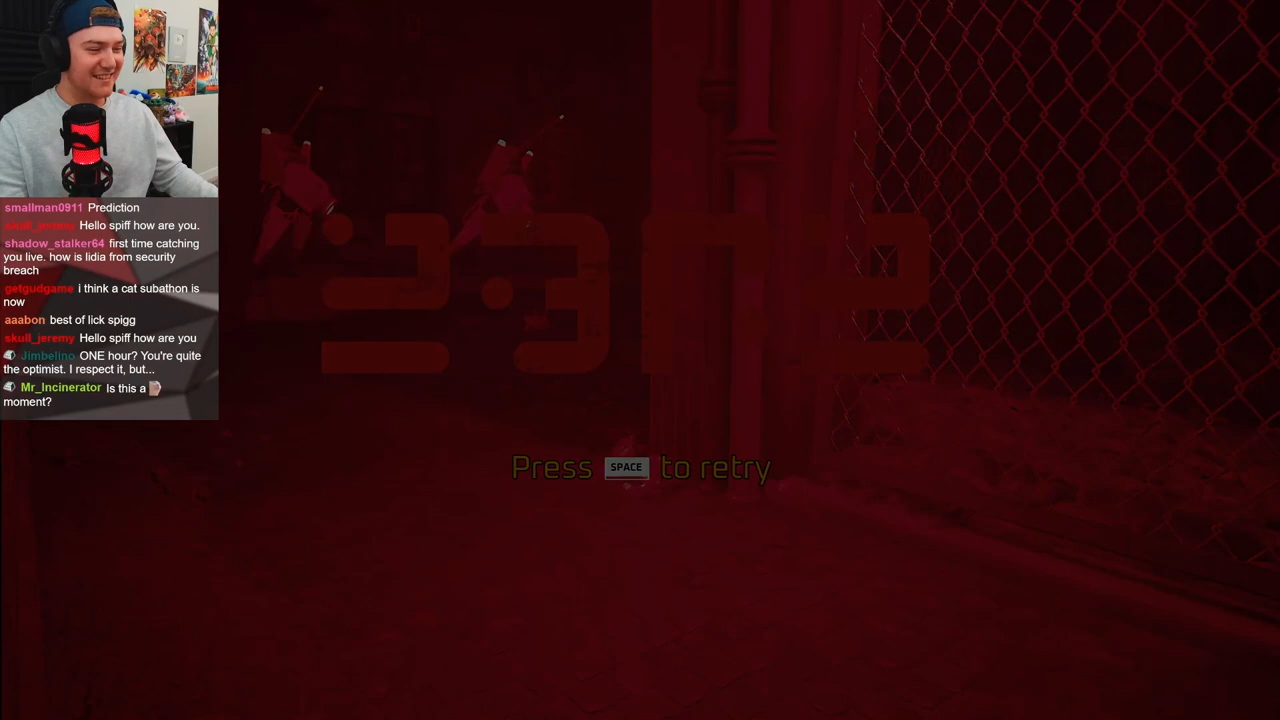 smallman0911 Prediction
skull_jeremy Hello spiff how are you.
shadow_stalker64 first time catching
you live. how is lidia from security
breach
getgudgame i think a cat subathon is
now
aaabon best of lick spigg
skull_jeremy Hello spiff how are you
Jimbelino ONE hour? You're quite
the optimist. I respect it, but...
Mr_Incinerator Is this a
moment?
Press SPACE to retry